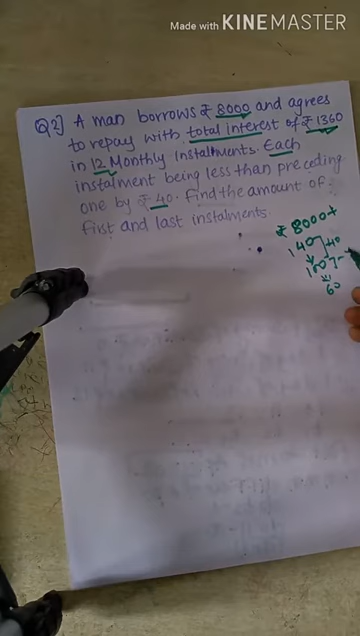 Made with KINEMASTER
Q2] A man borrows ₹ 8000 and agrees
to repay with total interest of ₹ 1360
in 12 Monthly instalments. Each
instalment being less than preceding
one by ₹ 40. Find the amount of
first and last instalments.
₹ 8000+
140
40
100
60